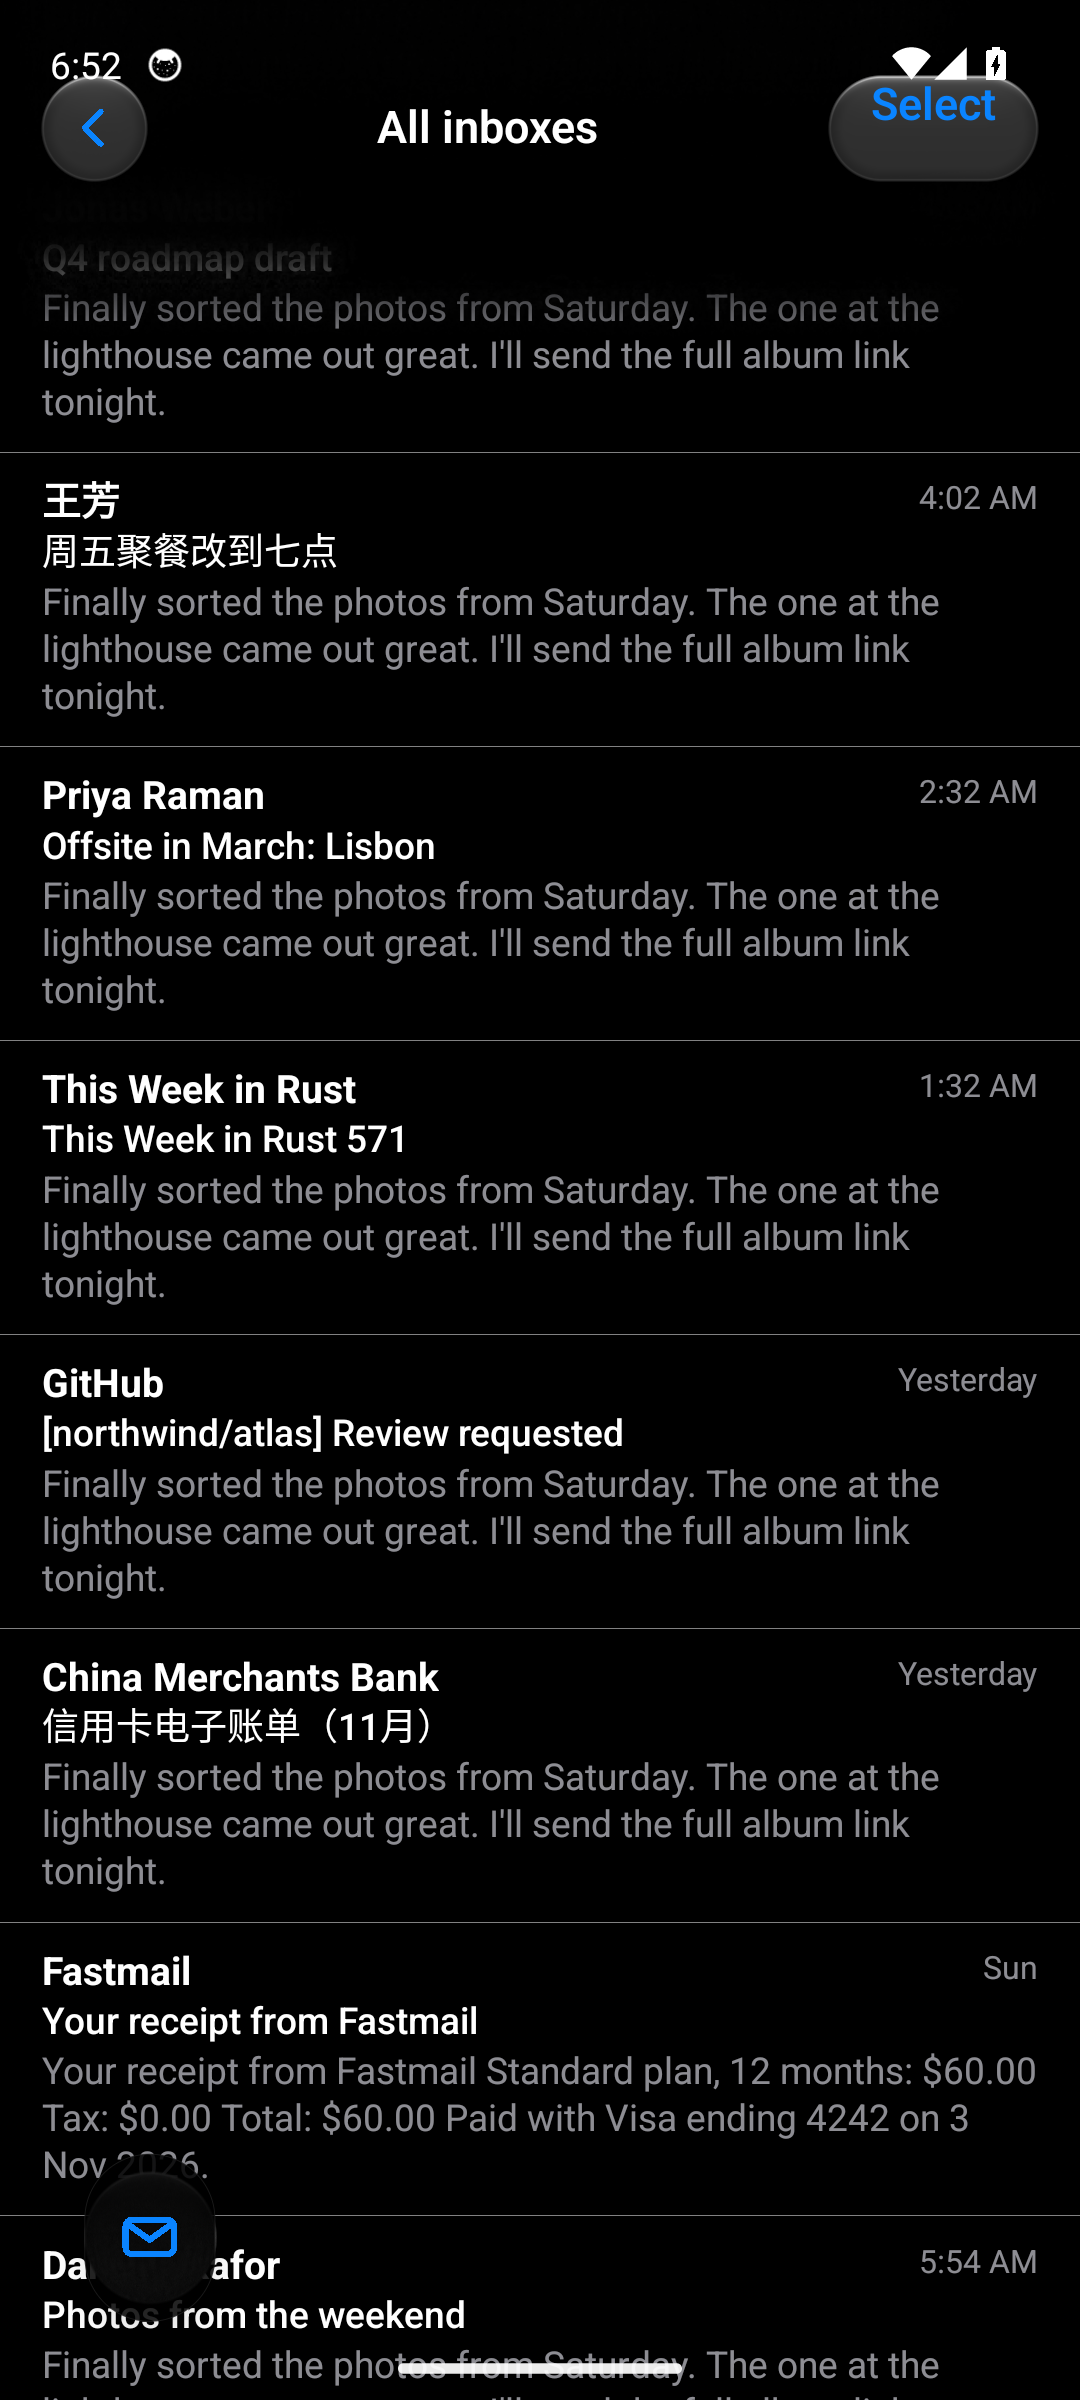 6:52
All inboxes
Select
Q4 roadmap draft
Finally sorted the photos from Saturday. The one at the
lighthouse came out great. I'll send the full album link
tonight.
王芳
4:02 AM
周五聚餐改到七点
Finally sorted the photos from Saturday. The one at the
lighthouse came out great. I'll send the full album link
tonight.
Priya Raman
2:32 AM
Offsite in March: Lisbon
Finally sorted the photos from Saturday. The one at the
lighthouse came out great. I'll send the full album link
tonight.
This Week in Rust
1:32 AM
This Week in Rust 571
Finally sorted the photos from Saturday. The one at the
lighthouse came out great. I'll send the full album link
tonight.
GitHub
Yesterday
[northwind/atlas] Review requested
Finally sorted the photos from Saturday. The one at the
lighthouse came out great. I'll send the full album link
tonight.
China Merchants Bank
Yesterday
信用卡电子账单（11月）
Finally sorted the photos from Saturday. The one at the
lighthouse came out great. I'll send the full album link
tonight.
Fastmail
Sun
Your receipt from Fastmail
Your receipt from Fastmail Standard plan, 12 months: $60.00
Tax: $0.00 Total: $60.00 Paid with Visa ending 4242 on 3
Nov 2026.
5:54 AM
Photos from the weekend
Finally sorted the photos from Saturday. The one at the